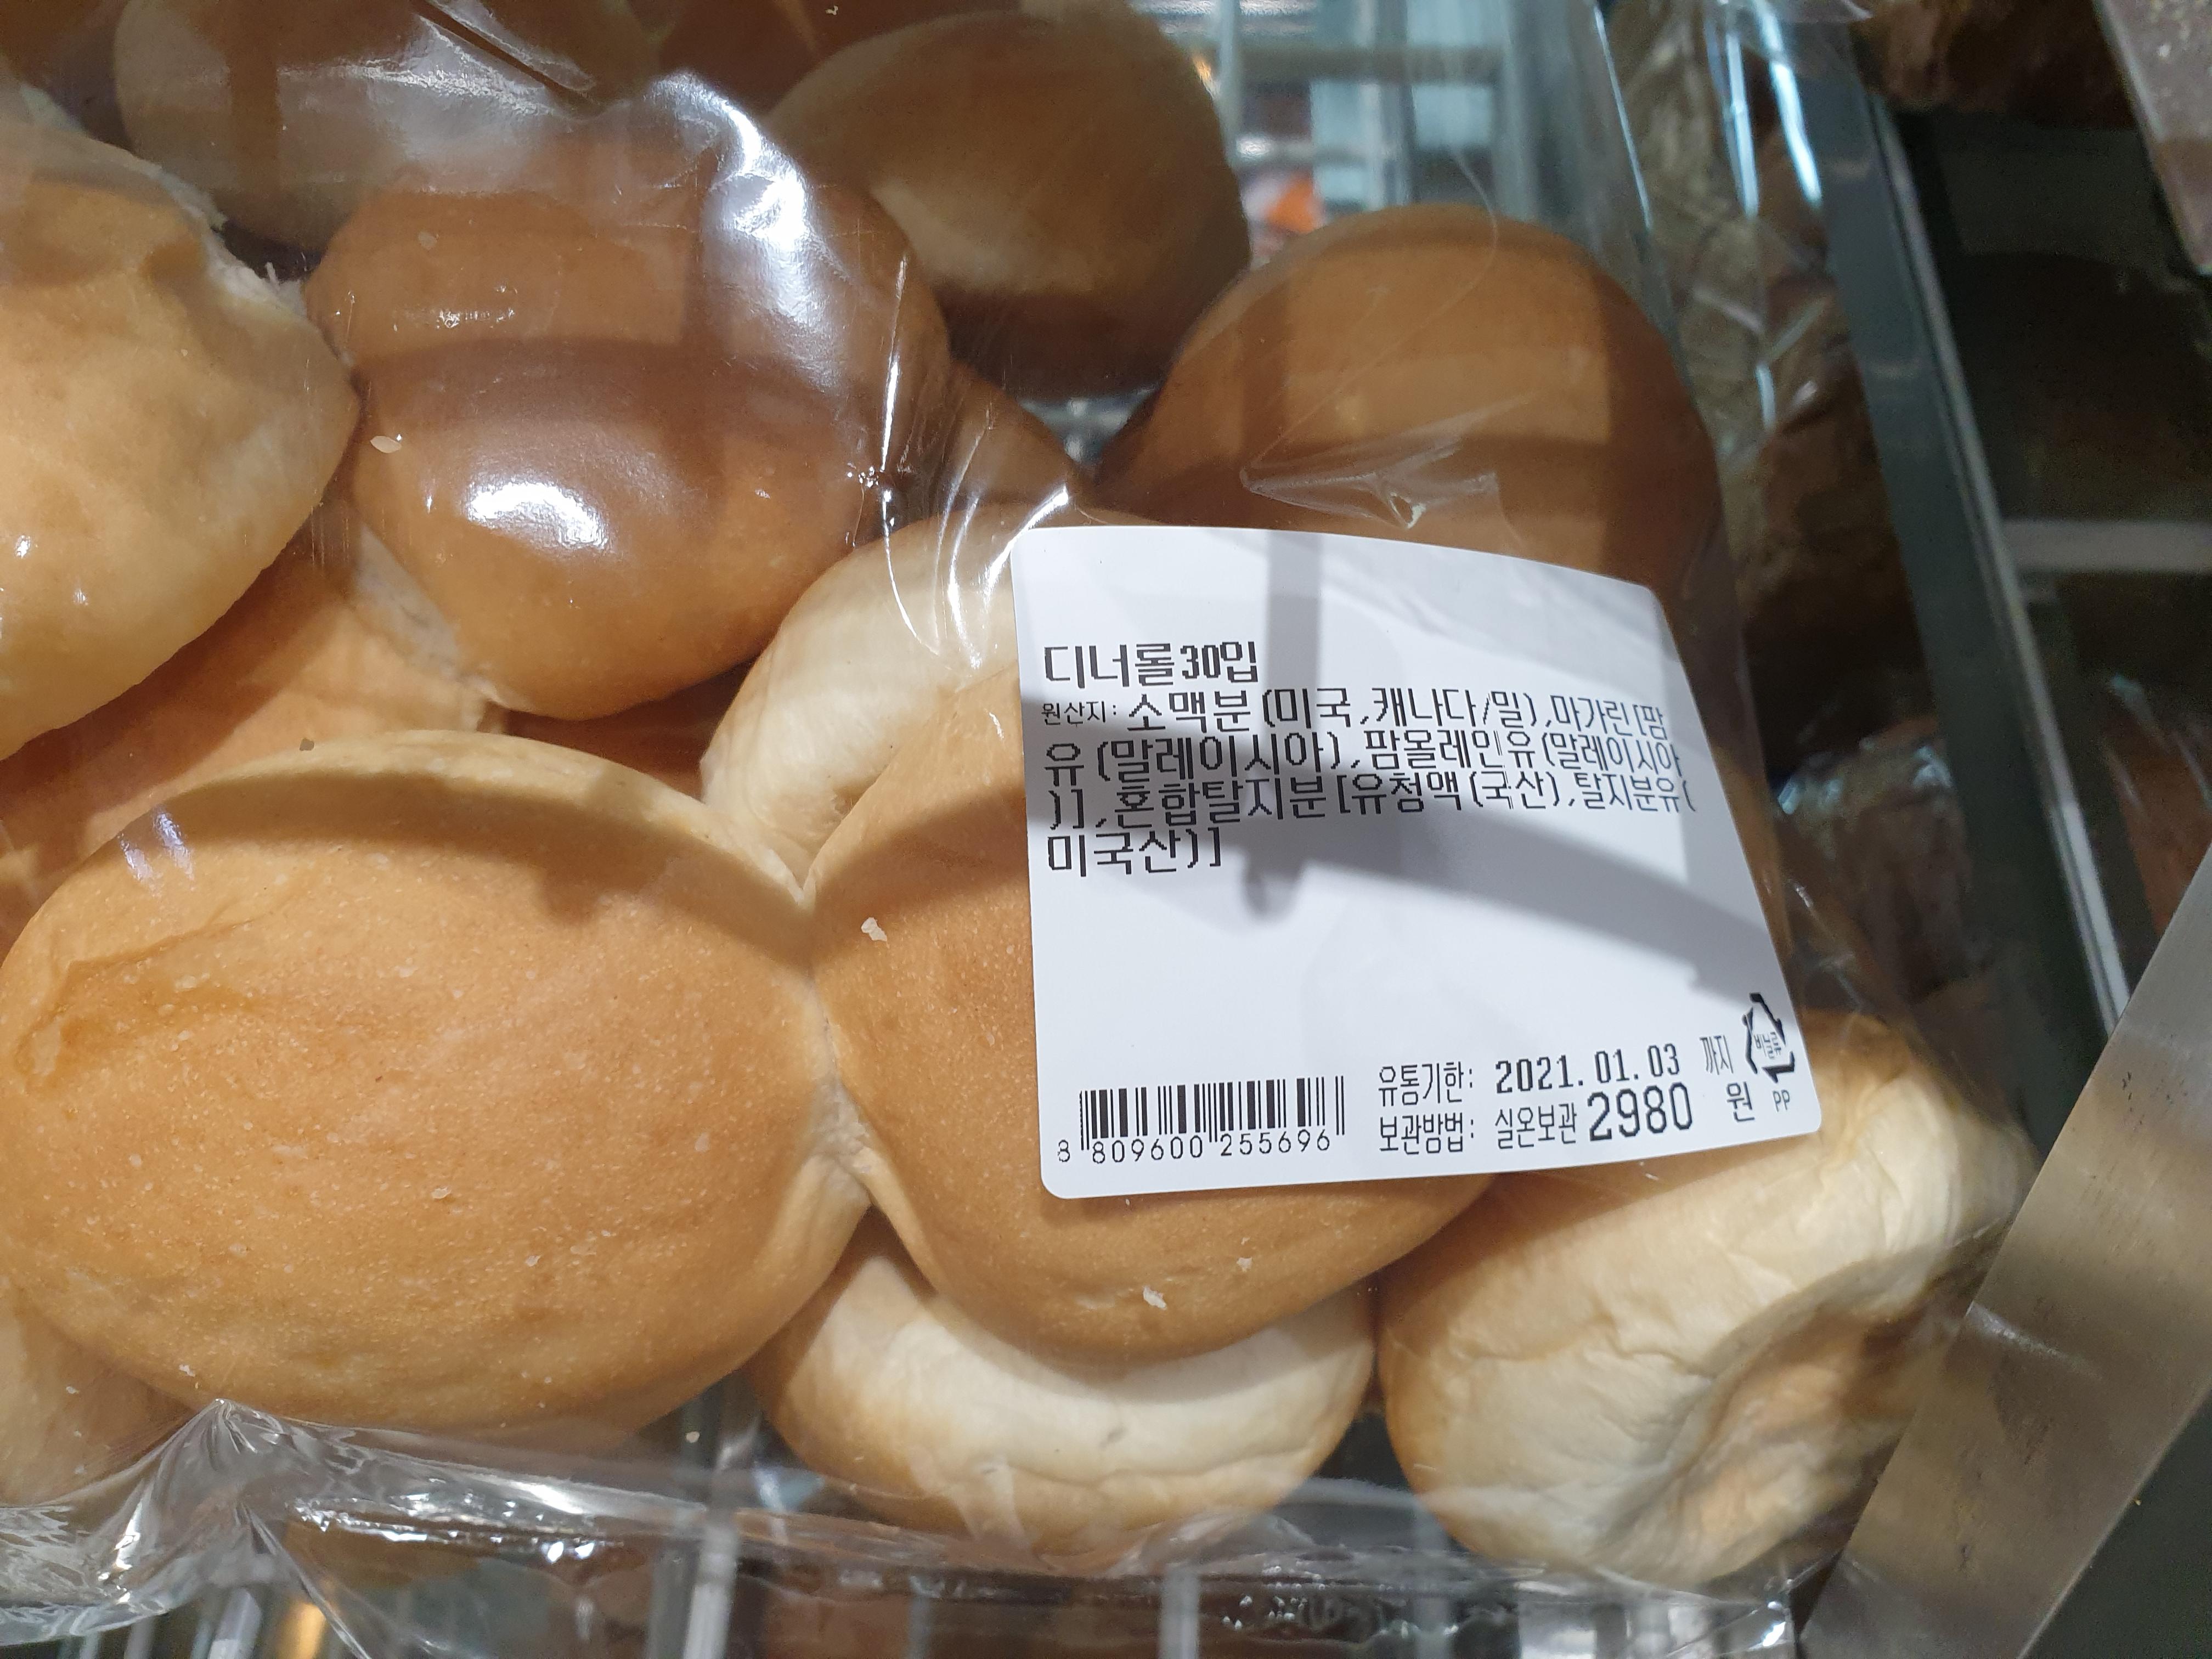 디너롤30입
원산지: 소맥분(미국,캐나다/밀),마가린[팜
유(말레이시아),팜올레인유(말레이시아
)],혼합탈지분[유청액(국산),탈지분유(
미국산)]
유통기한: 2021.01.03 까지
보관방법: 실온보관 2980 원
비닐류
PP
8 809600 255696